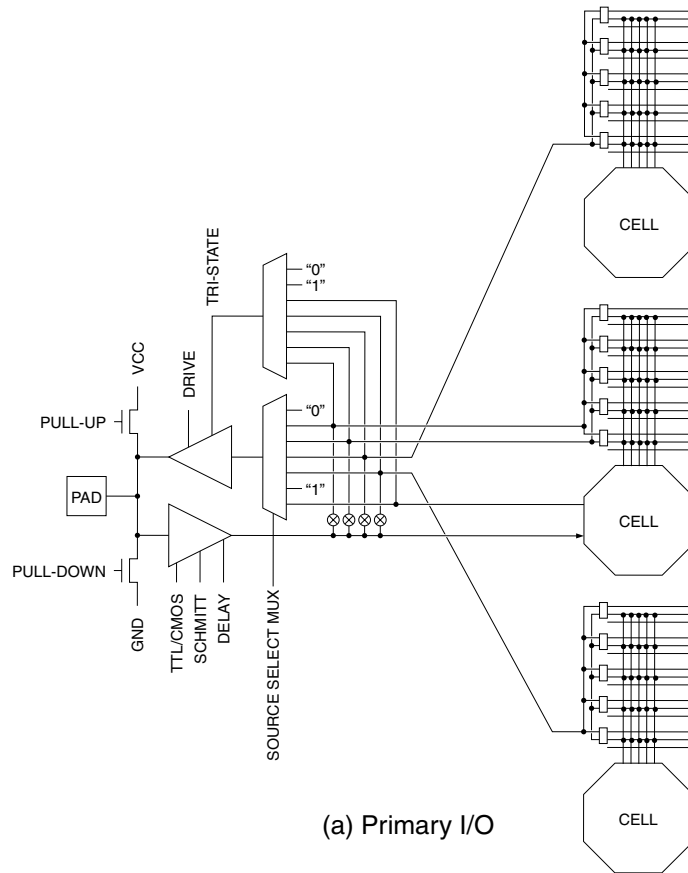 CELL
TRI-STATE
“0”
“1”
VCC
DRIVE
“0”
PULL-UP
CELL
PAD
“1”
PULL-DOWN
GND
TTL/CMOS
SCHMITT
DELAY
SOURCE SELECT MUX
CELL
(a) Primary I/O